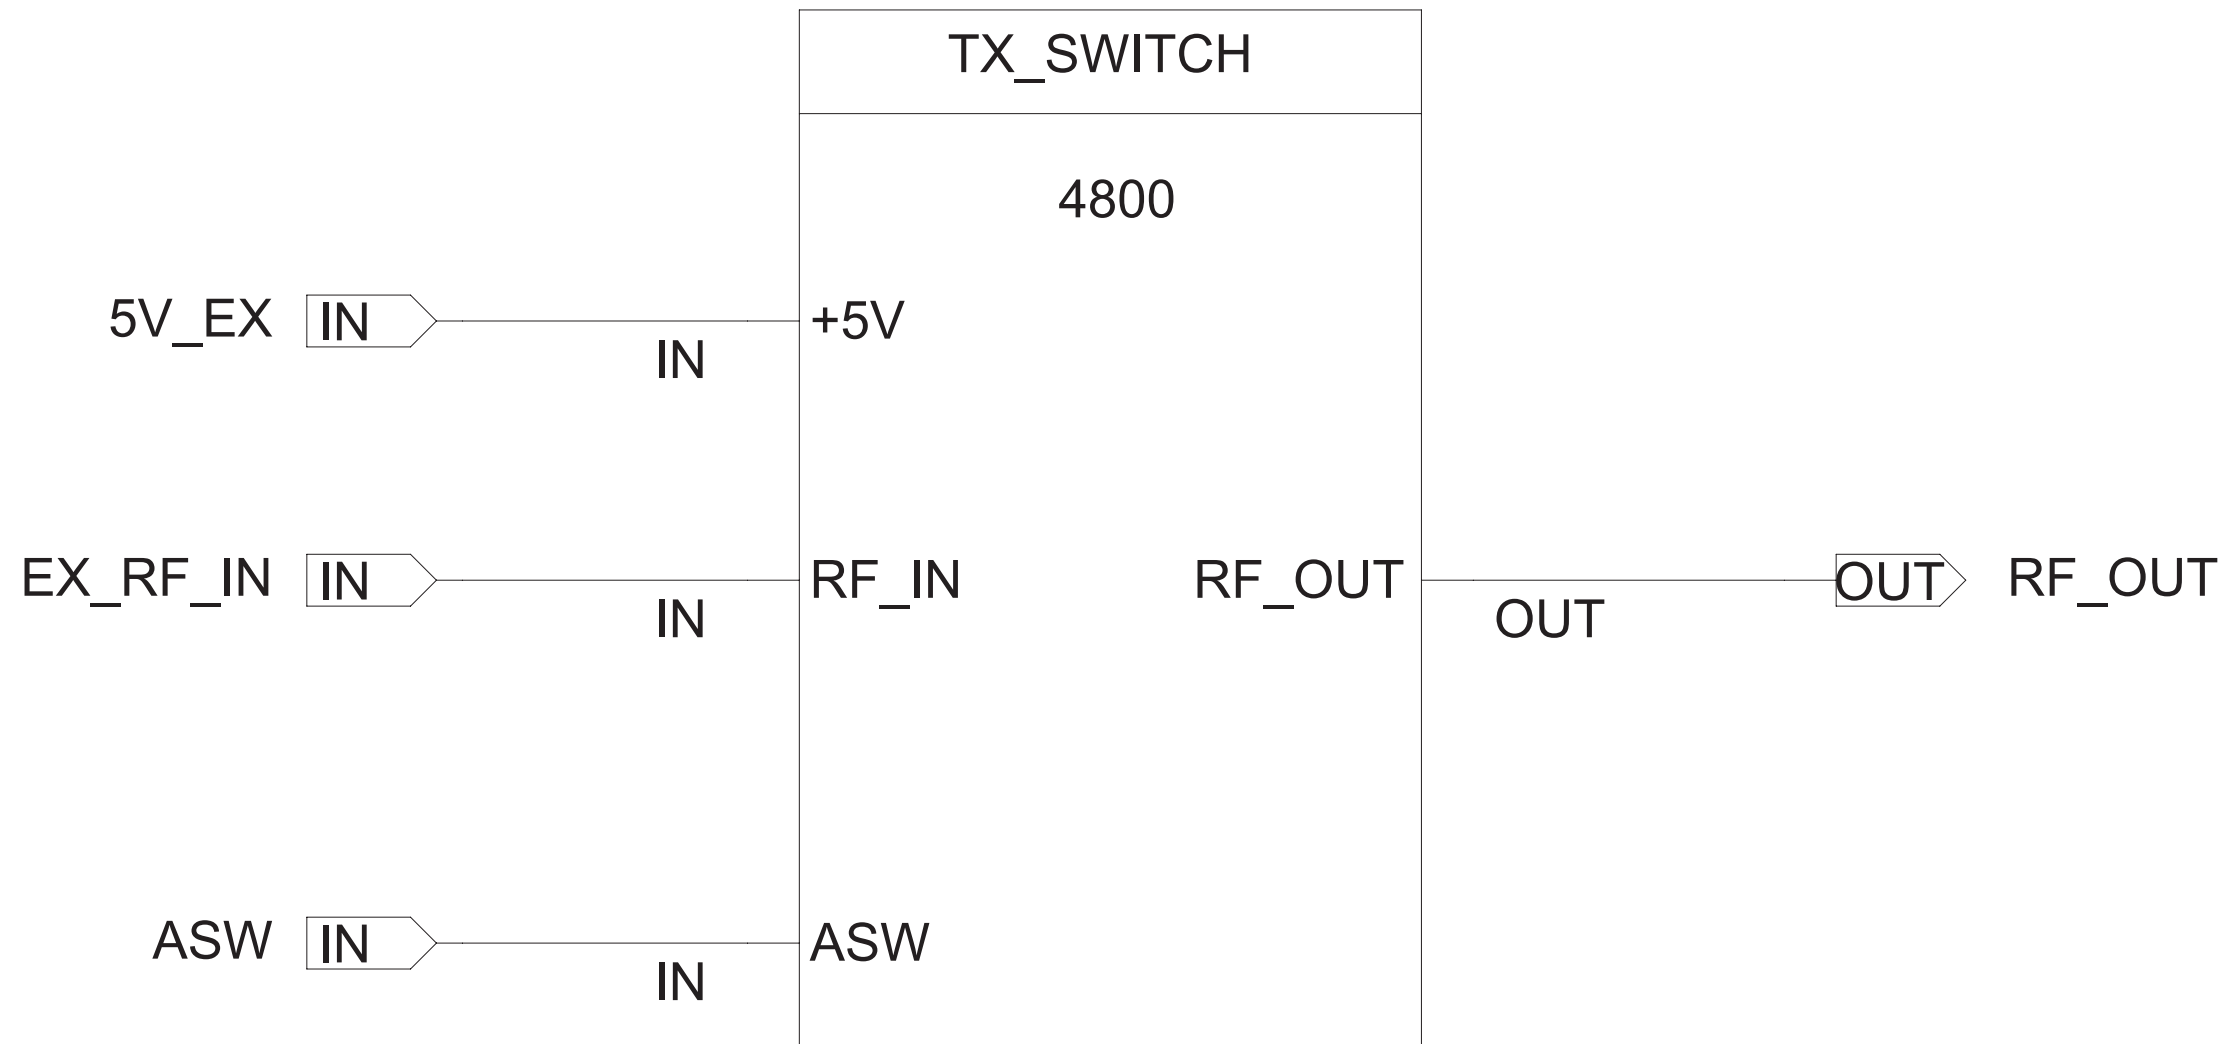 TX_SWITCH
4800
5V_EX IN +5V
IN
EX_RF_IN IN RF_IN RF_OUT OUT RF_OUT
IN OUT
ASW IN ASW
IN